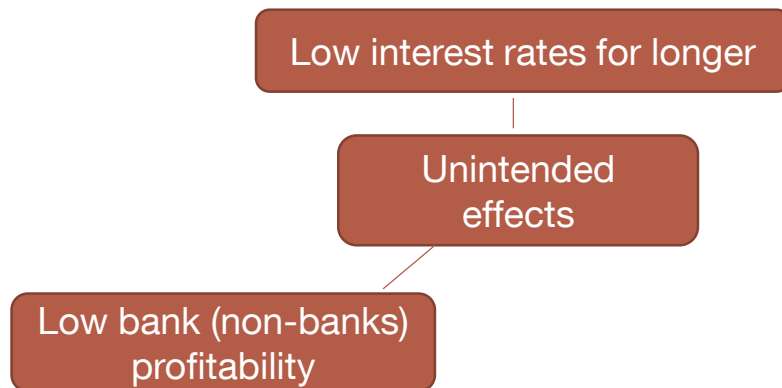 Low interest rates for longer
Unintended
effects
Low bank (non-banks)
profitability